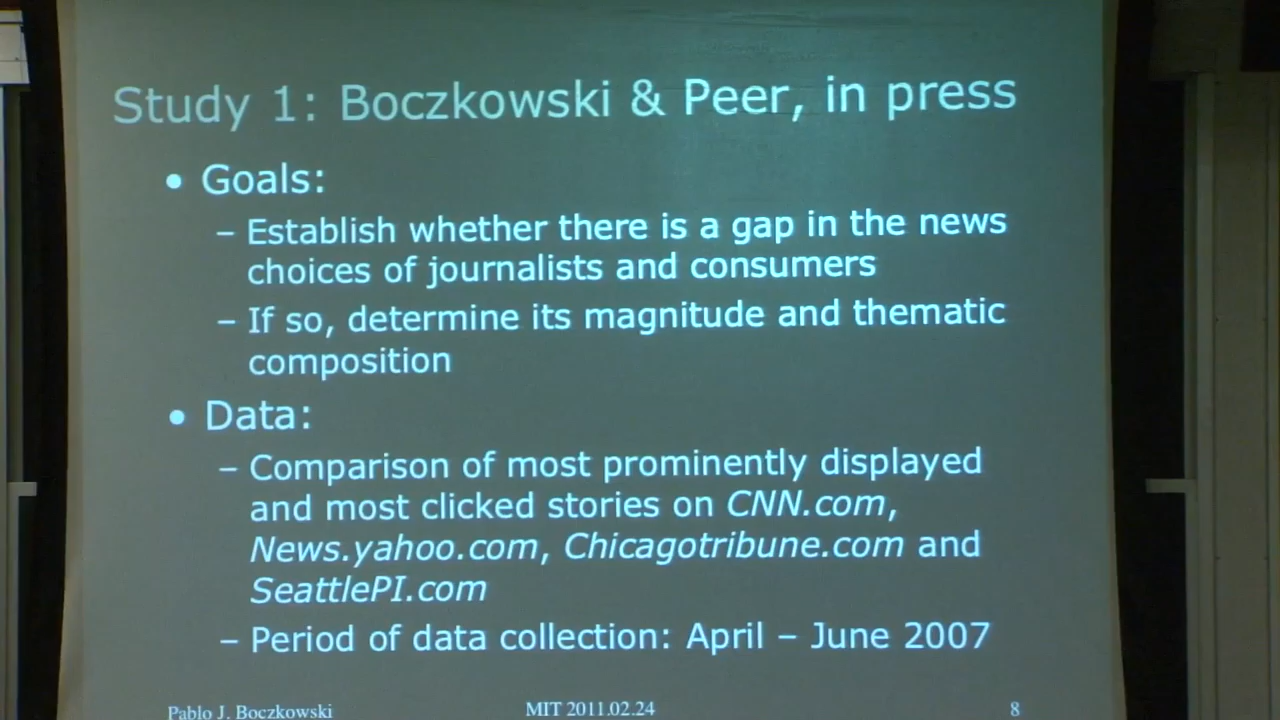 Study 1: Boczkowski & Peer, in press
• Goals:
– Establish whether there is a gap in the news
choices of journalists and consumers
– If so, determine its magnitude and thematic
composition
• Data:
– Comparison of most prominently displayed
and most clicked stories on CNN.com,
News.yahoo.com, Chicagotribune.com and
SeattlePI.com
– Period of data collection: April – June 2007
Pablo J. Boczkowski MIT 2011.02.24 8